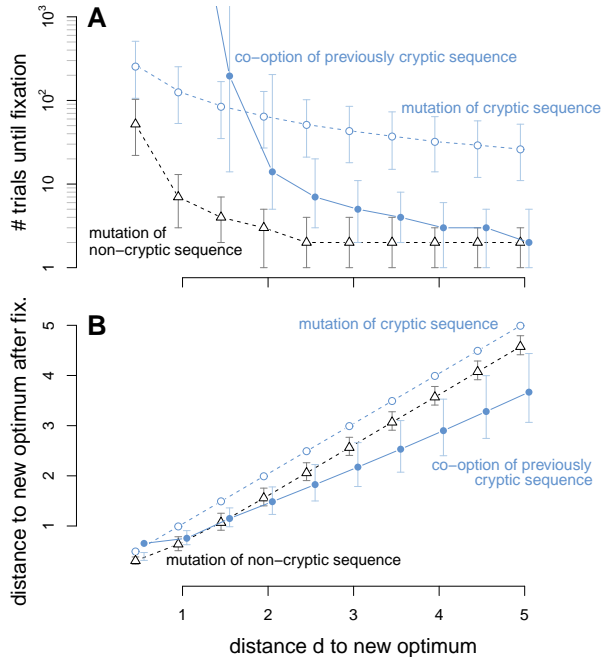 A
# trials until fixation
10³
10²
10
1
co−option of previously cryptic sequence
mutation of cryptic sequence
mutation of
non−cryptic sequence
B
distance to new optimum after fix.
5
4
3
2
1
mutation of cryptic sequence
co−option of previously
cryptic sequence
mutation of non−cryptic sequence
1 2 3 4 5
distance d to new optimum